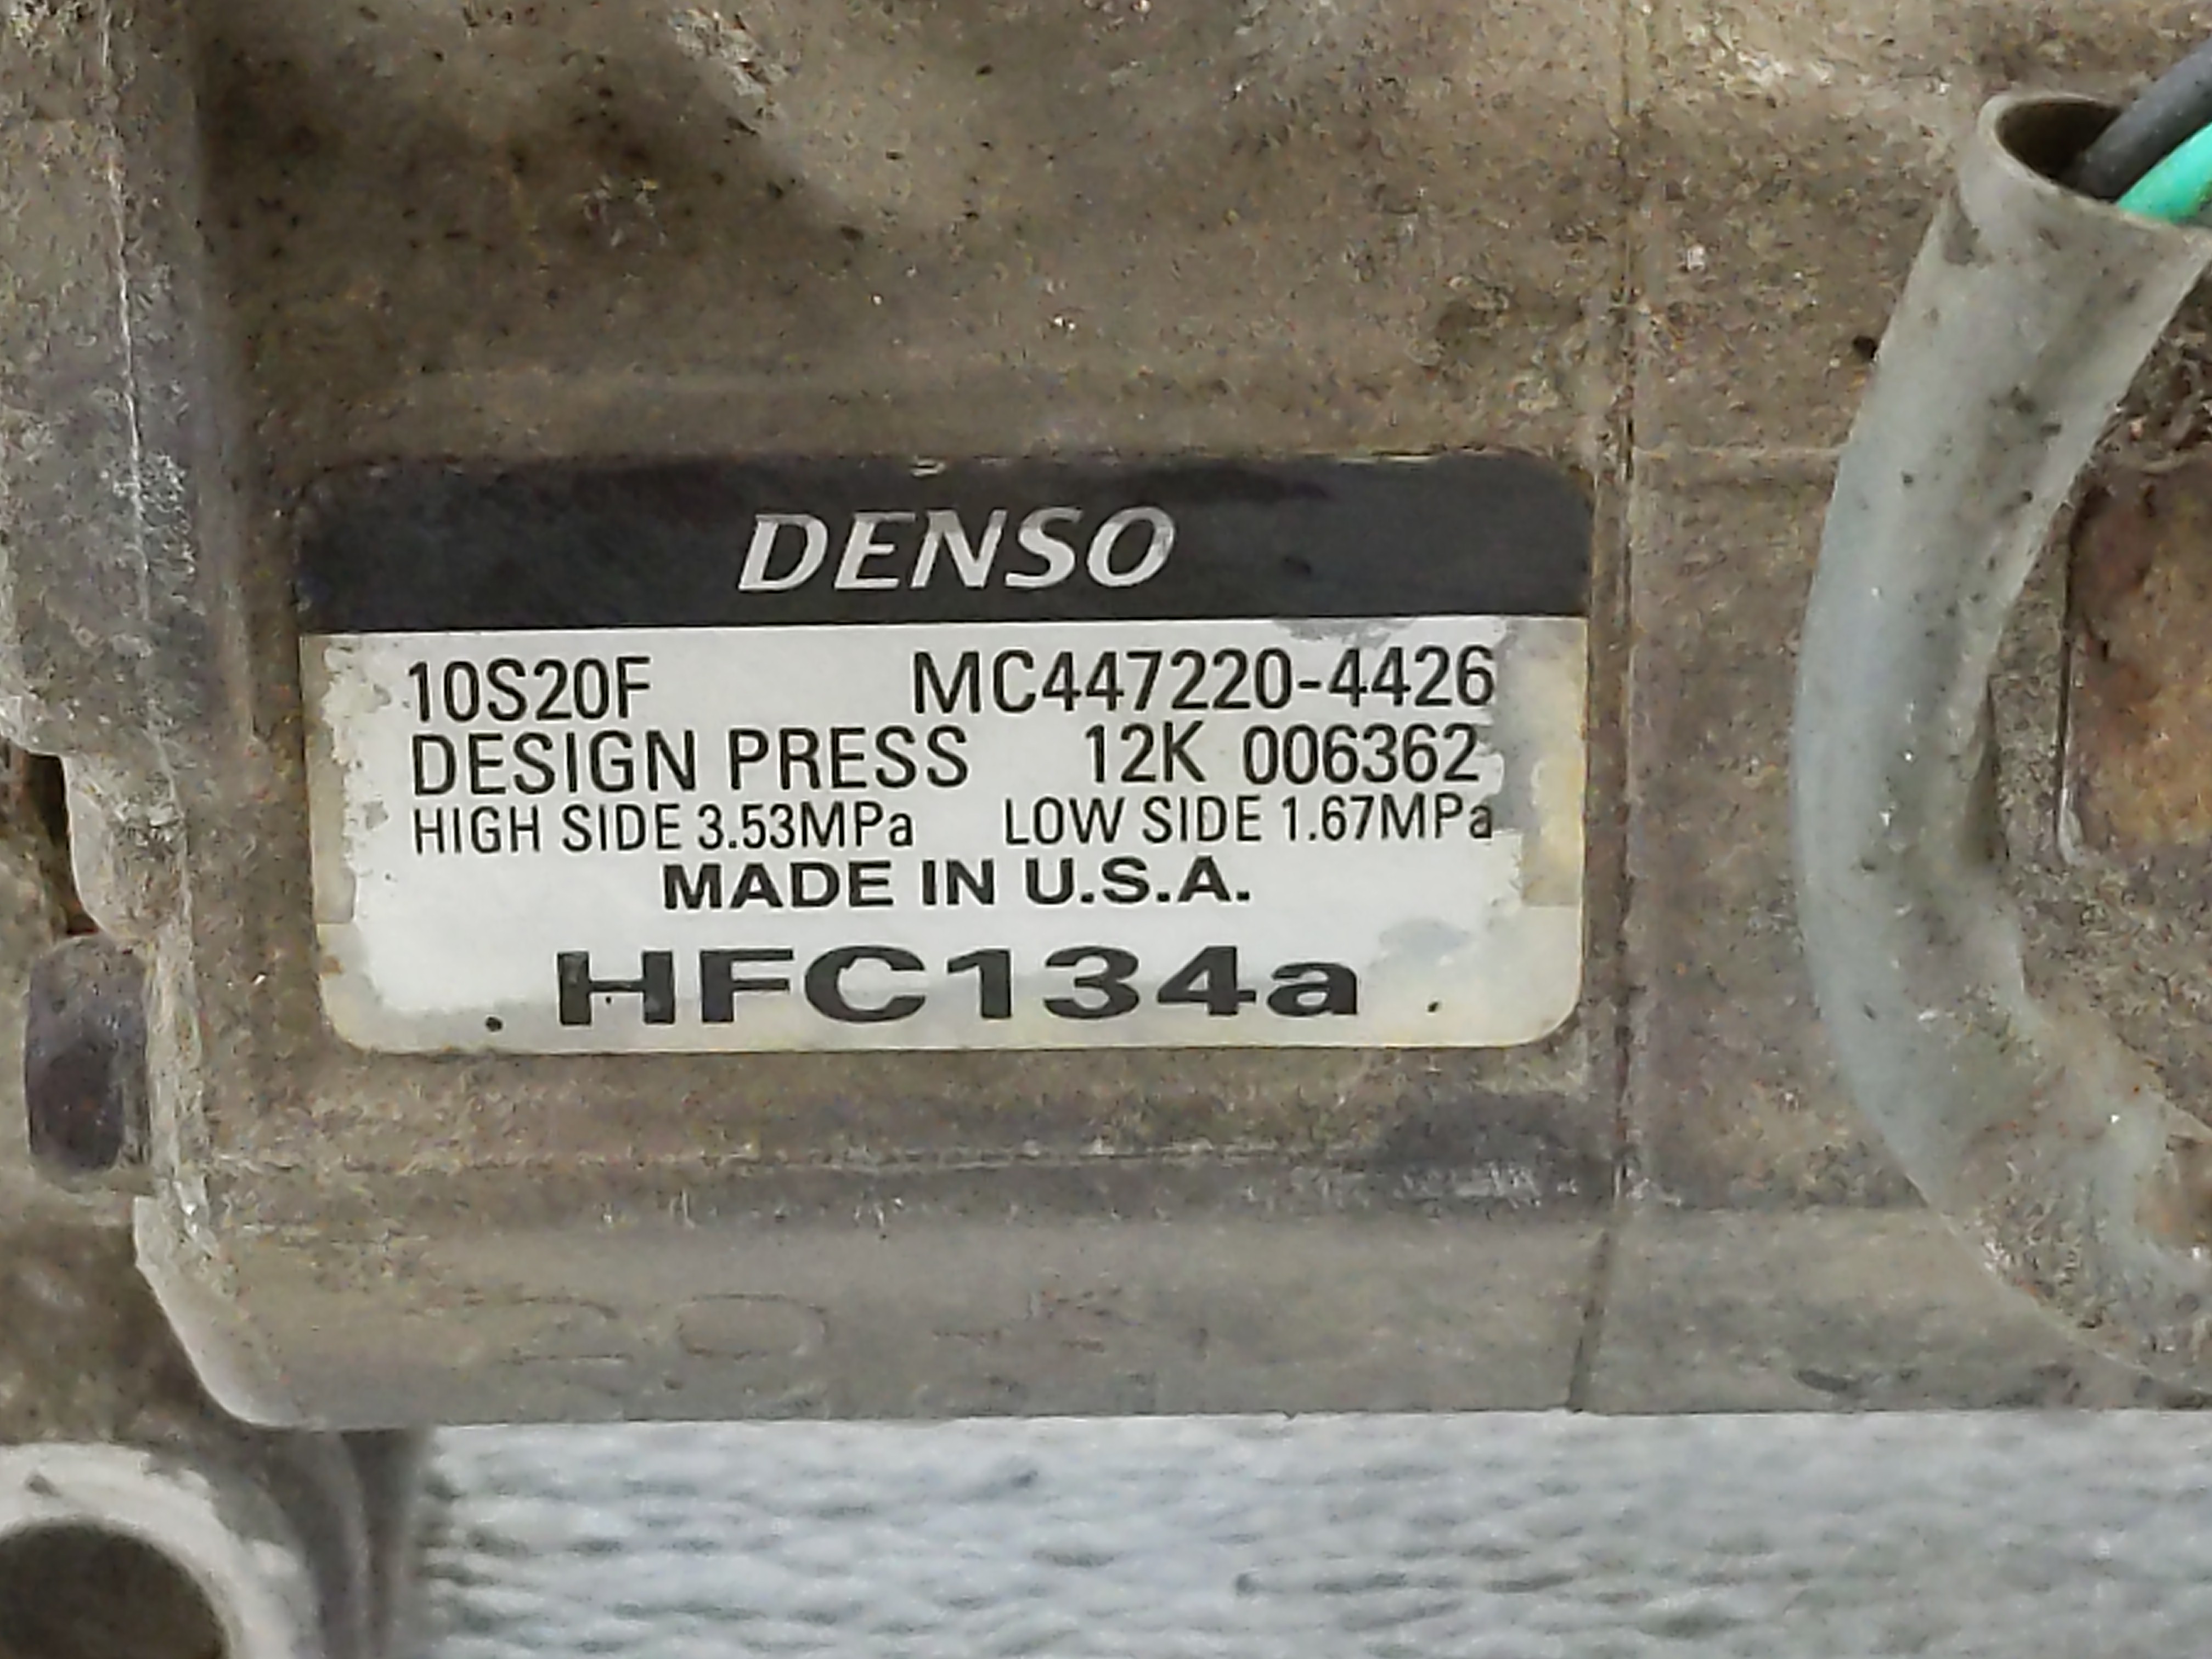 DENSO
10S20F MC447220-4426
DESIGN PRESS 12K 006362
HIGH SIDE 3.53MPa LOW SIDE 1.67MPa
MADE IN U.S.A.
HFC134a